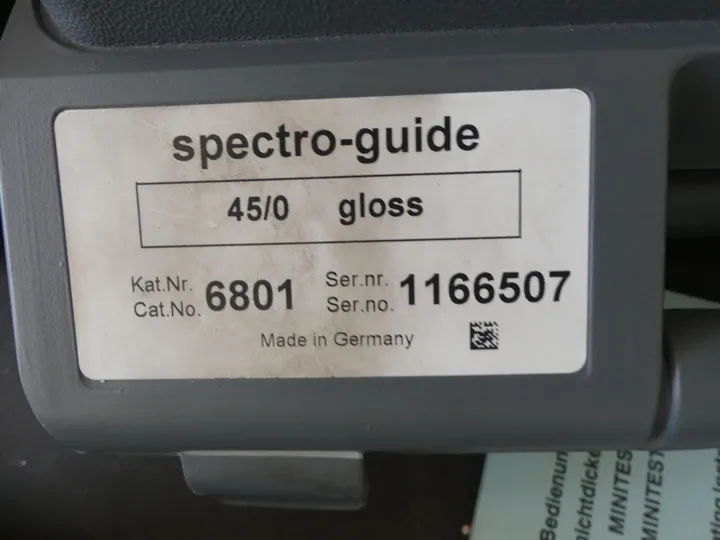 spectro-guide
45/0 gloss
Kat.Nr. 6801 Ser.nr. 1166507
Cat.No. Ser.no.
Made in Germany
MINITEST
MINITEST